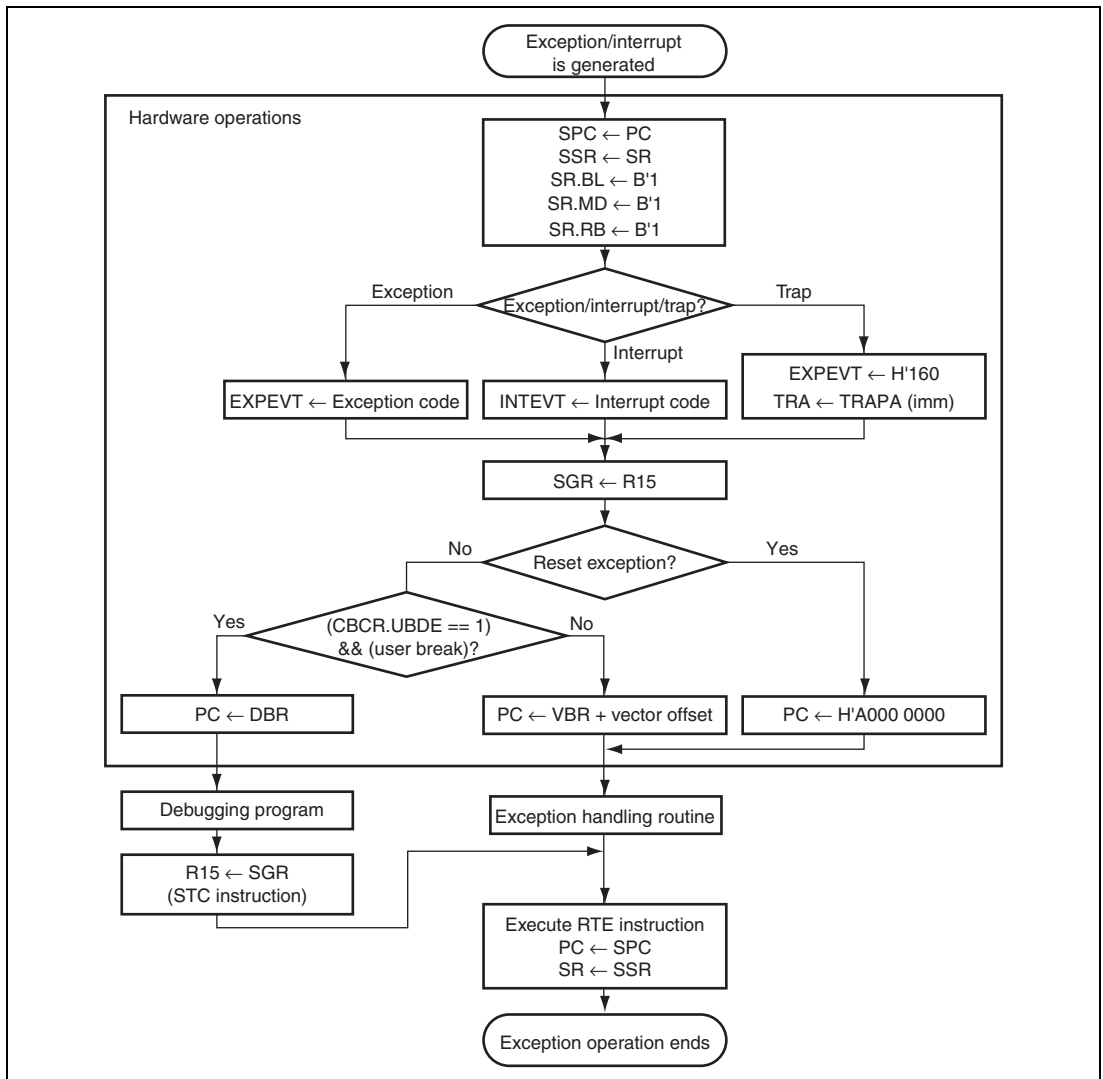 Exception/interrupt
is generated
Hardware operations
SPC ← PC
SSR ← SR
SR.BL ← B'1
SR.MD ← B'1
SR.RB ← B'1
Exception
Exception/interrupt/trap?
Trap
Interrupt
EXPEVT ← Exception code
INTEVT ← Interrupt code
EXPEVT ← H'160
TRA ← TRAPA (imm)
SGR ← R15
No
Reset exception?
Yes
Yes
(CBCR.UBDE == 1)
&& (user break)?
No
PC ← DBR
PC ← VBR + vector offset
PC ← H'A000 0000
Debugging program
Exception handling routine
R15 ← SGR
(STC instruction)
Execute RTE instruction
PC ← SPC
SR ← SSR
Exception operation ends